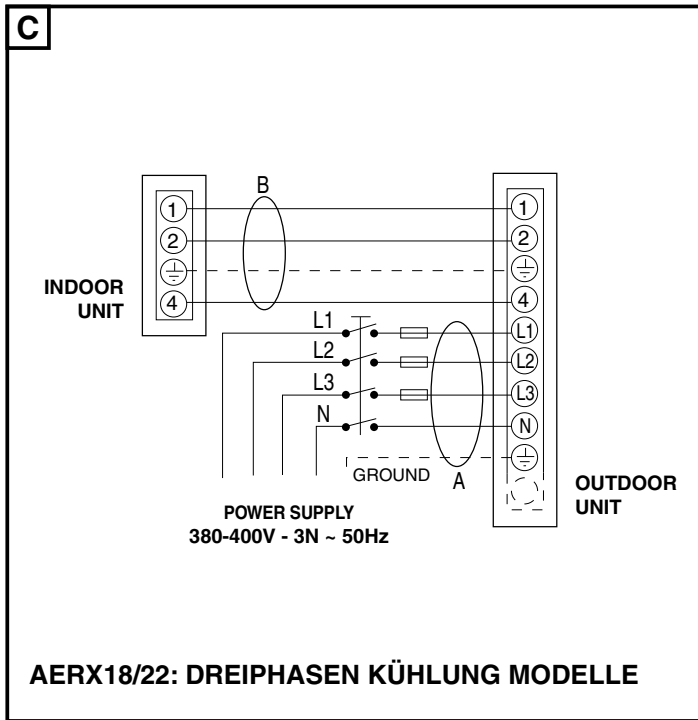 C
B
1
2
4
INDOOR
UNIT
1
2
4
L1
L2
L3
N
L1
L2
L3
N
GROUND
A
OUTDOOR
UNIT
POWER SUPPLY
380-400V - 3N ~ 50Hz
AERX18/22: DREIPHASEN KÜHLUNG MODELLE